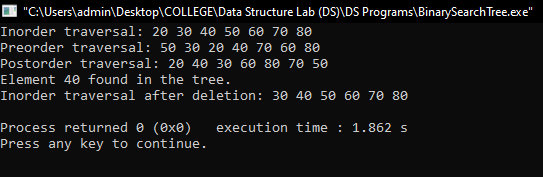 "C:\Users\admin\Desktop\COLLEGE\Data Structure Lab (DS)\DS Programs\BinarySearchTree.exe"
Inorder traversal: 20 30 40 50 60 70 80
Preorder traversal: 50 30 20 40 70 60 80
Postorder traversal: 20 40 30 60 80 70 50
Element 40 found in the tree.
Inorder traversal after deletion: 30 40 50 60 70 80
Process returned 0 (0x0)   execution time : 1.862 s
Press any key to continue.